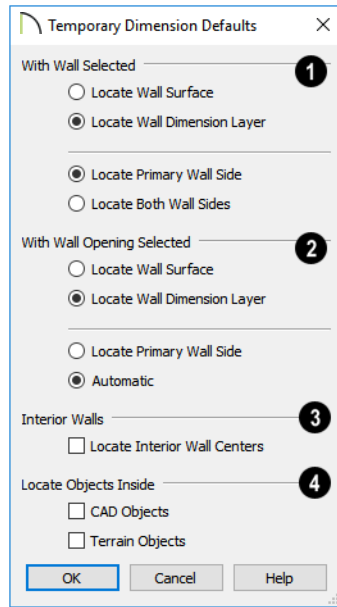 Temporary Dimension Defaults
With Wall Selected
1
Locate Wall Surface
Locate Wall Dimension Layer
Locate Primary Wall Side
Locate Both Wall Sides
With Wall Opening Selected
2
Locate Wall Surface
Locate Wall Dimension Layer
Locate Primary Wall Side
Automatic
Interior Walls
3
Locate Interior Wall Centers
Locate Objects Inside
4
CAD Objects
Terrain Objects
OK Cancel Help